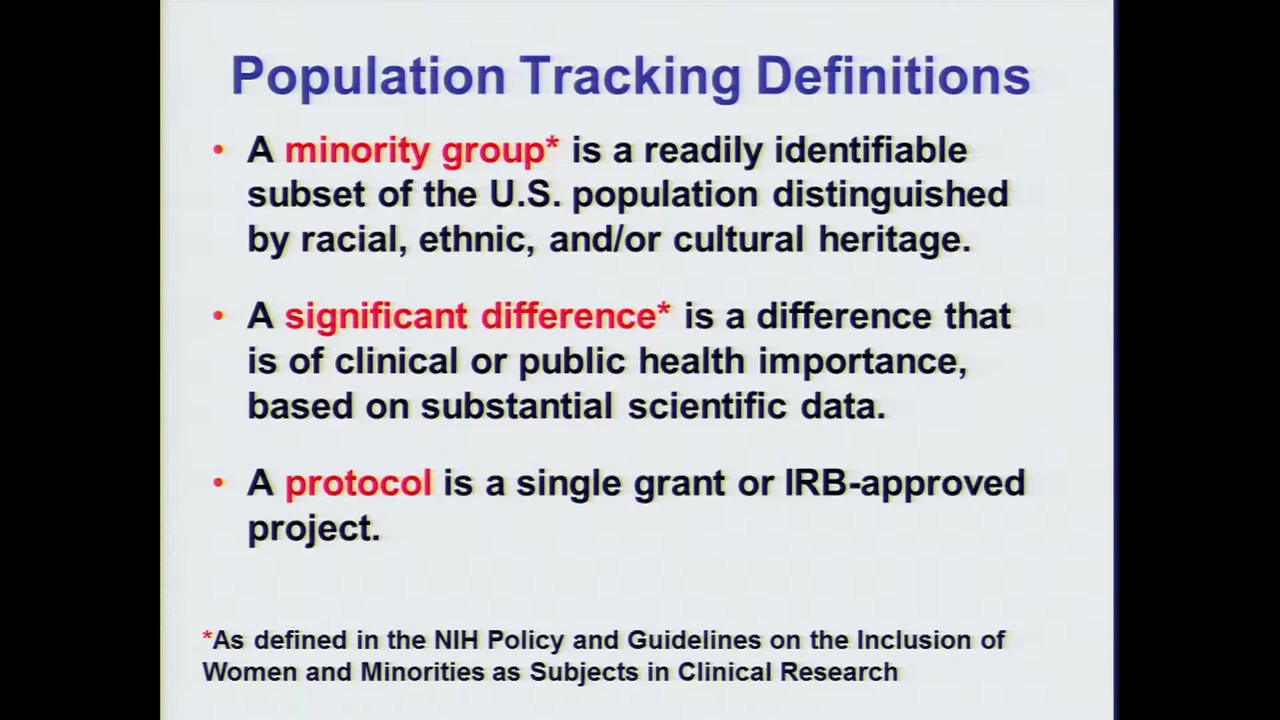 Population Tracking Definitions
• A minority group* is a readily identifiable
subset of the U.S. population distinguished
by racial, ethnic, and/or cultural heritage.
• A significant difference* is a difference that
is of clinical or public health importance,
based on substantial scientific data.
• A protocol is a single grant or IRB-approved
project.
*As defined in the NIH Policy and Guidelines on the Inclusion of
Women and Minorities as Subjects in Clinical Research